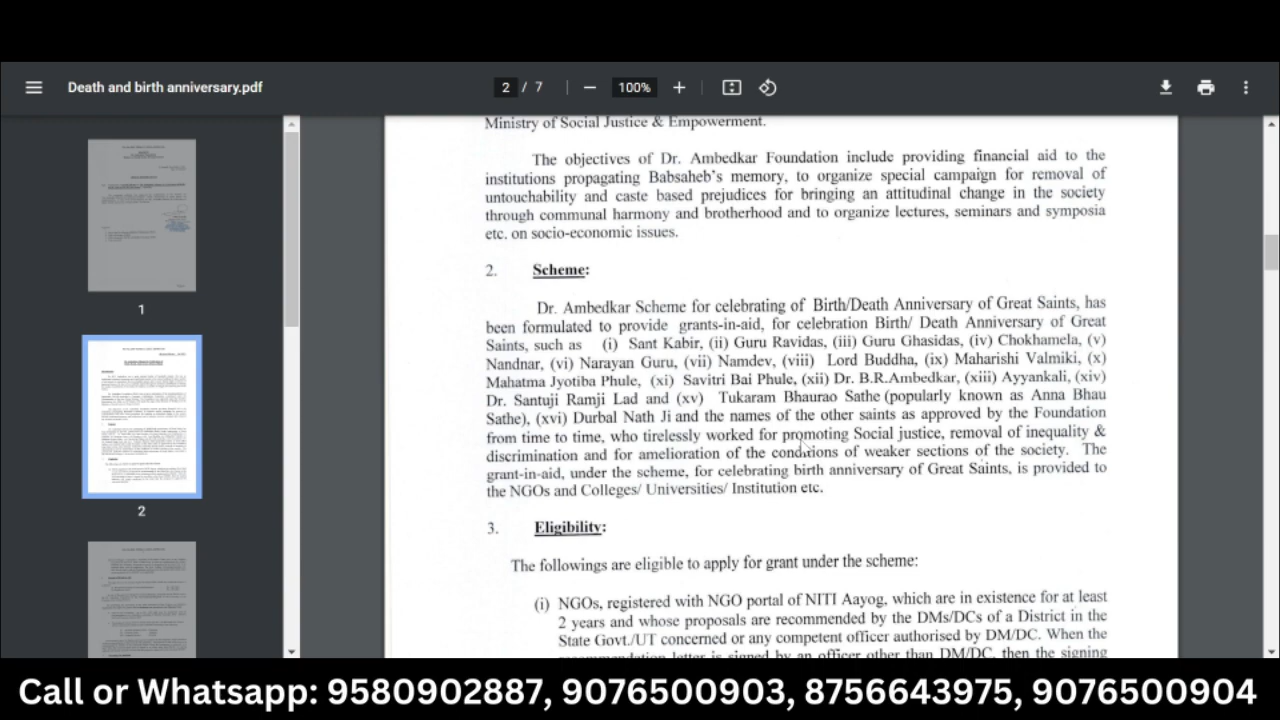 Death and birth anniversary.pdf
2 / 7
100%
1
2
Ministry of Social Justice & Empowerment.
The objectives of Dr. Ambedkar Foundation include providing financial aid to the
institutions propagating Babsaheb's memory, to organize special campaign for removal of
untouchability and caste based prejudices for bringing an attitudinal change in the society
through communal harmony and brotherhood and to organize lectures, seminars and symposia
etc. on socio-economic issues.
2. Scheme:
Dr. Ambedkar Scheme for celebrating of Birth/Death Anniversary of Great Saints, has
been formulated to provide grants-in-aid, for celebration Birth/ Death Anniversary of Great
Saints, such as (i) Sant Kabir, (ii) Guru Ravidas, (iii) Guru Ghasidas, (iv) Chokhamela, (v)
Nandnar, (vi) Narayan Guru, (vii) Namdev, (viii) Lord Buddha, (ix) Maharishi Valmiki, (x)
Mahatma Jyotiba Phule, (xi) Savitri Bai Phule, (xii) Dr. B.R.Ambedkar, (xiii) Ayyankali, (xiv)
Dr. Santuji Ramji Lad and (xv) Tukaram Bhaurao Sathe (popularly known as Anna Bhau
Sathe), (xvi) Durbal Nath Ji and the names of the other saints as approved by the Foundation
from time to time, who tirelessly worked for promoting Social justice, removal of inequality &
discrimination and for amelioration of the conditions of weaker sections of the society. The
grant-in-aid, under the scheme, for celebrating birth anniversary of Great Saints, is provided to
the NGOs and Colleges/ Universities/ Institution etc.
3. Eligibility:
The followings are eligible to apply for grant under the scheme:
(i) NGOs, registered with NGO portal of NITI Aayog, which are in existence for at least
2 years and whose proposals are recommended by the DMs/DCs of a District in the
State Govt./UT concerned or any competent officer authorised by DM/DC. When the
recommendation letter is signed by an officer other than DM/DC, then the signing
Call or Whatsapp: 9580902887, 9076500903, 8756643975, 9076500904